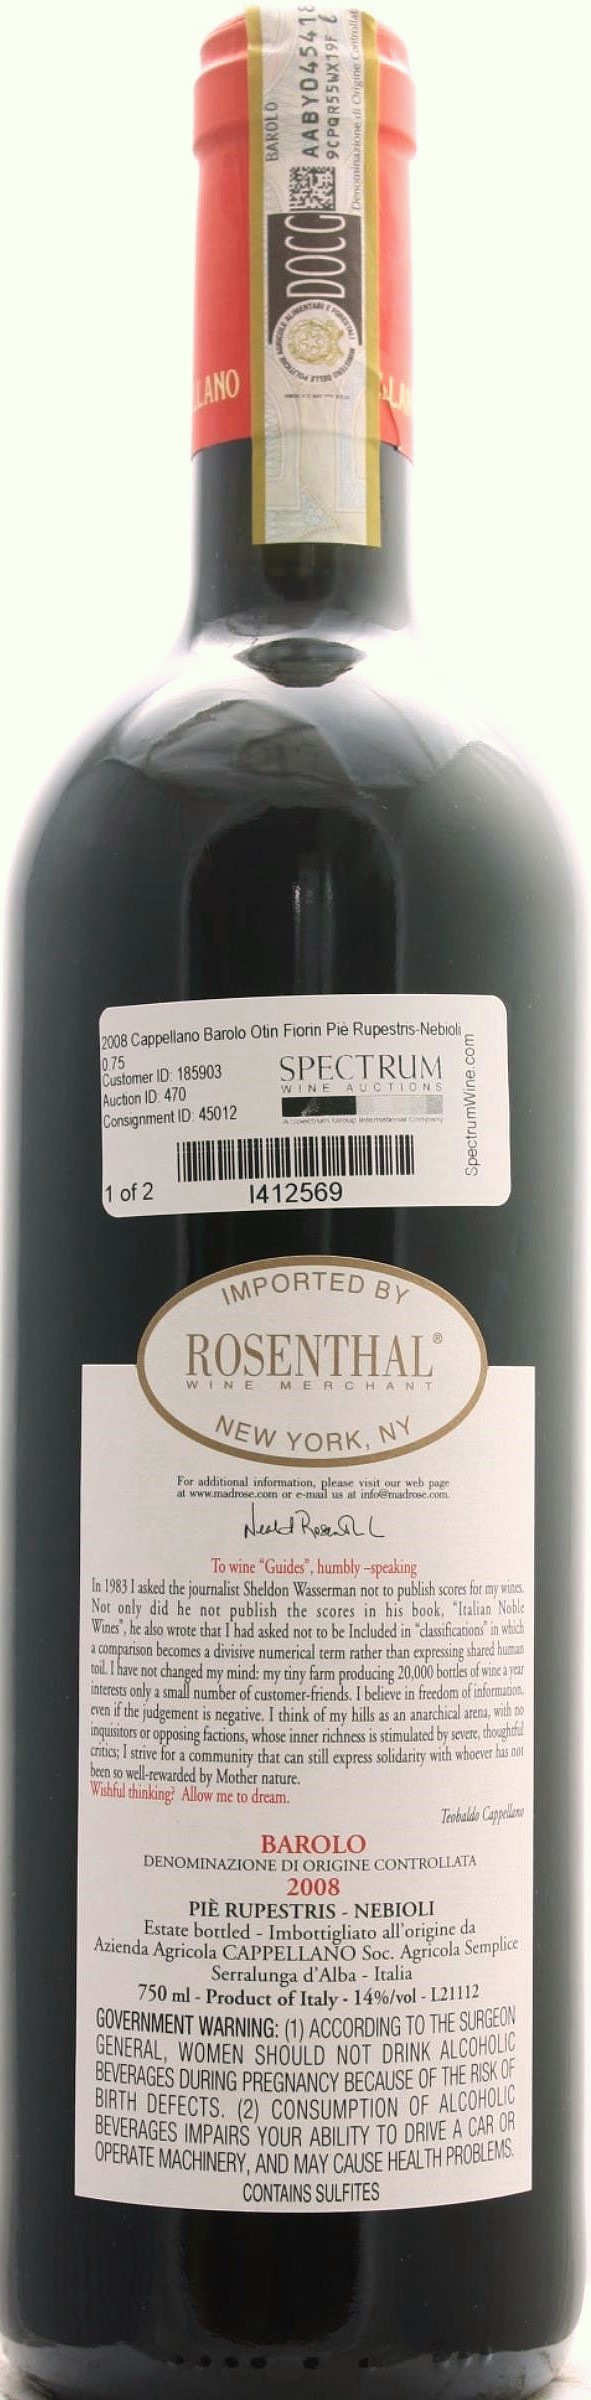 BAROLO
AABY045418
9CPQR55WX19F
Denominazione di Origine Controllata
DOCG
MINISTERO DELLE POLITICHE AGRICOLE ALIMENTARI E FORESTALI
LLANO
LLAN
2008 Cappellano Barolo Otin Fiorin Piè Rupestris-Nebioli
0.75
Customer ID: 185903
Auction ID: 470
Consignment ID: 45012
SPECTRUM
WINE AUCTIONS
A Spectrum Group International Company
SpectrumWine.com
1 of 2
I412569
IMPORTED BY
ROSENTHAL®
WINE MERCHANT
NEW YORK, NY
For additional information, please visit our web page
at www.madrose.com or e-mail us at info@madrose.com.
To wine “Guides”, humbly –speaking
In 1983 I asked the journalist Sheldon Wasserman not to publish scores for my wines.
Not only did he not publish the scores in his book, “Italian Noble
Wines”, he also wrote that I had asked not to be Included in “classifications” in which
a comparison becomes a divisive numerical term rather than expressing shared human
toil. I have not changed my mind: my tiny farm producing 20,000 bottles of wine a year
interests only a small number of customer-friends. I believe in freedom of information,
even if the judgement is negative. I think of my hills as an anarchical arena, with no
inquisitors or opposing factions, whose inner richness is stimulated by severe, thoughtful
critics; I strive for a community that can still express solidarity with whoever has not
been so well-rewarded by Mother nature.
Wishful thinking? Allow me to dream.
Teobaldo Cappellano
BAROLO
DENOMINAZIONE DI ORIGINE CONTROLLATA
2008
PIÈ RUPESTRIS - NEBIOLI
Estate bottled - Imbottigliato all'origine da
Azienda Agricola CAPPELLANO Soc. Agricola Semplice
Serralunga d'Alba - Italia
750 ml - Product of Italy - 14%/vol - L21112
GOVERNMENT WARNING: (1) ACCORDING TO THE SURGEON
GENERAL, WOMEN SHOULD NOT DRINK ALCOHOLIC
BEVERAGES DURING PREGNANCY BECAUSE OF THE RISK OF
BIRTH DEFECTS. (2) CONSUMPTION OF ALCOHOLIC
BEVERAGES IMPAIRS YOUR ABILITY TO DRIVE A CAR OR
OPERATE MACHINERY, AND MAY CAUSE HEALTH PROBLEMS.
CONTAINS SULFITES